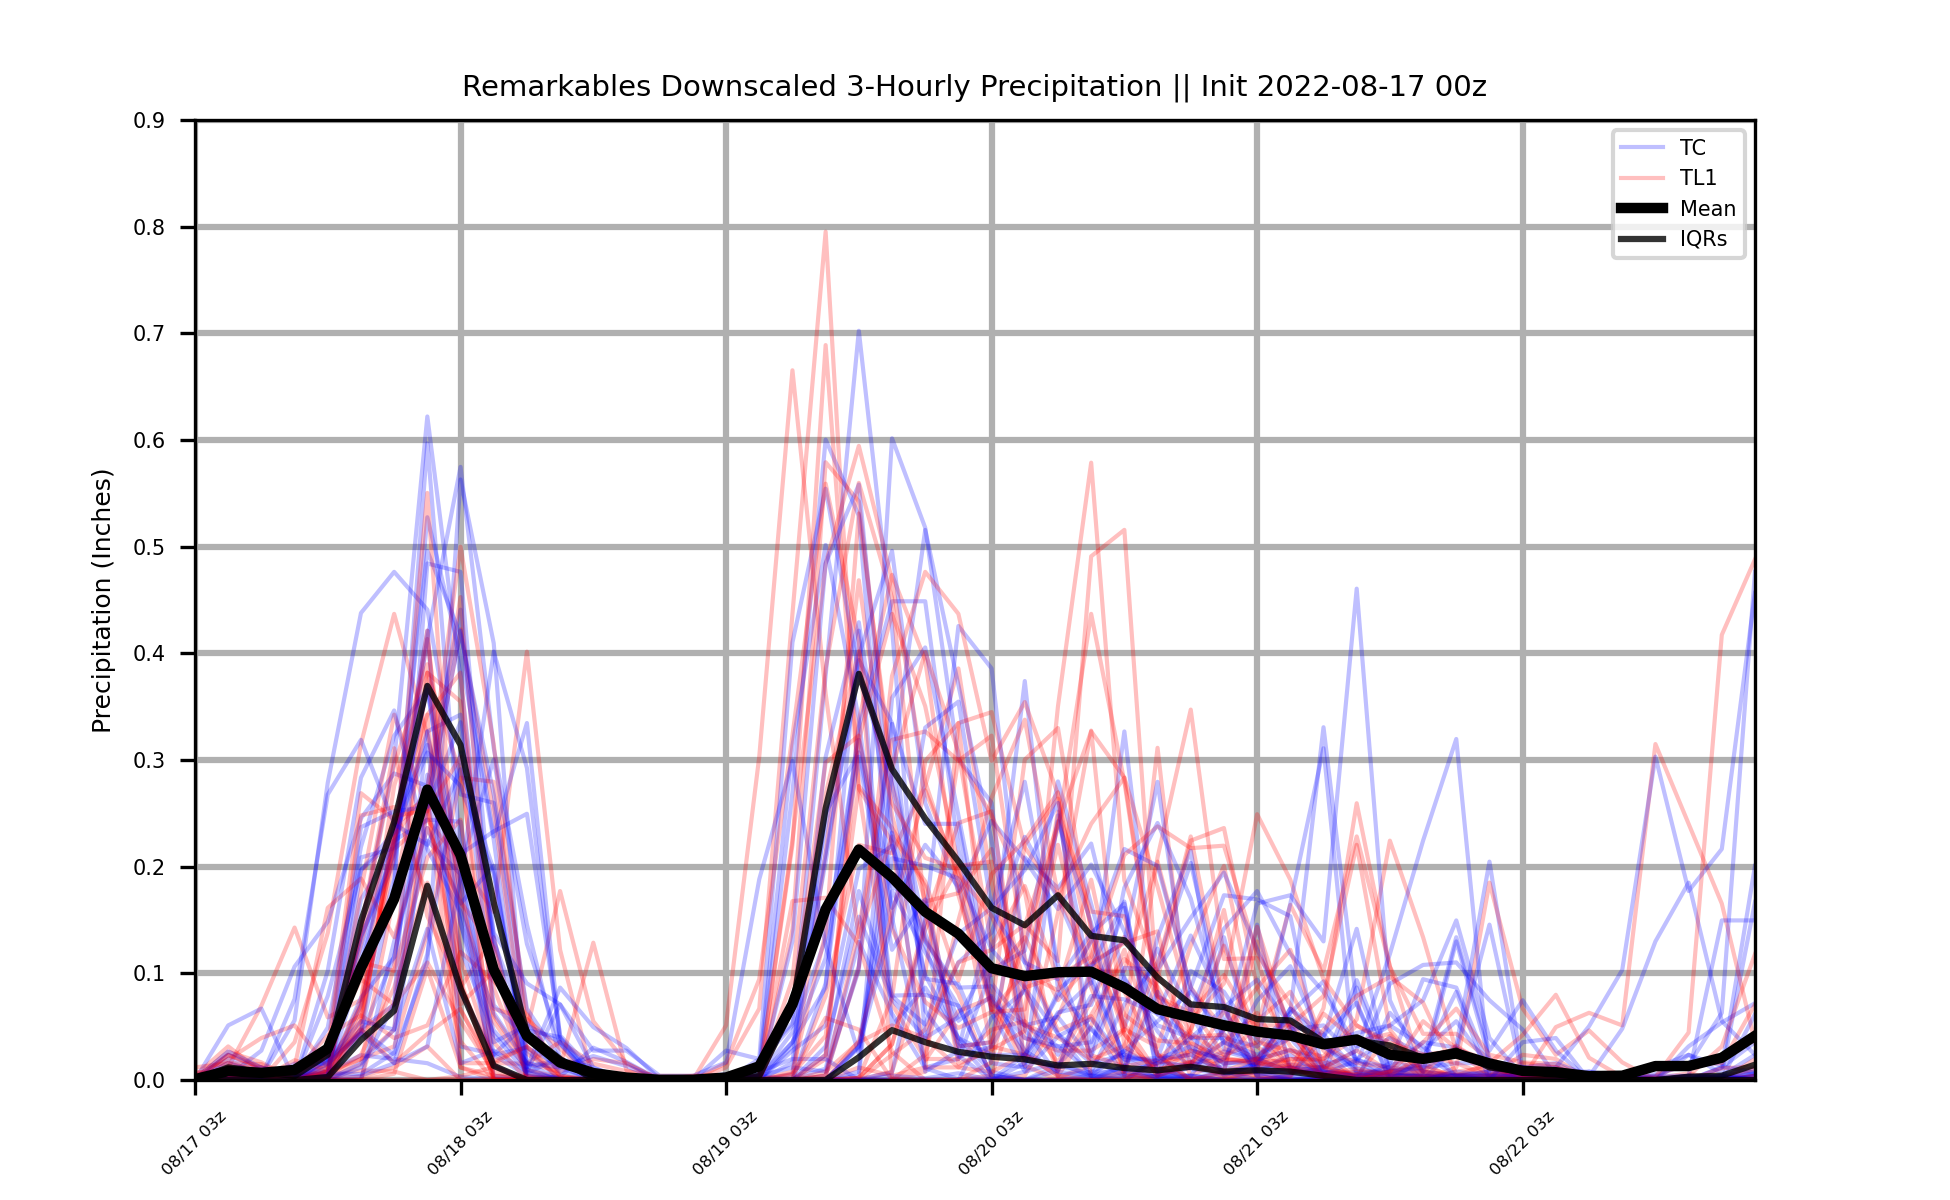 Remarkables Downscaled 3-Hourly Precipitation || Init 2022-08-17 00z
0.9
0.8
0.7
0.6
0.5
0.4
0.3
0.2
0.1
0.0
Precipitation (Inches)
TC
TL1
Mean
IQRs
08/17 03z
08/18 03z
08/19 03z
08/20 03z
08/21 03z
08/22 03z